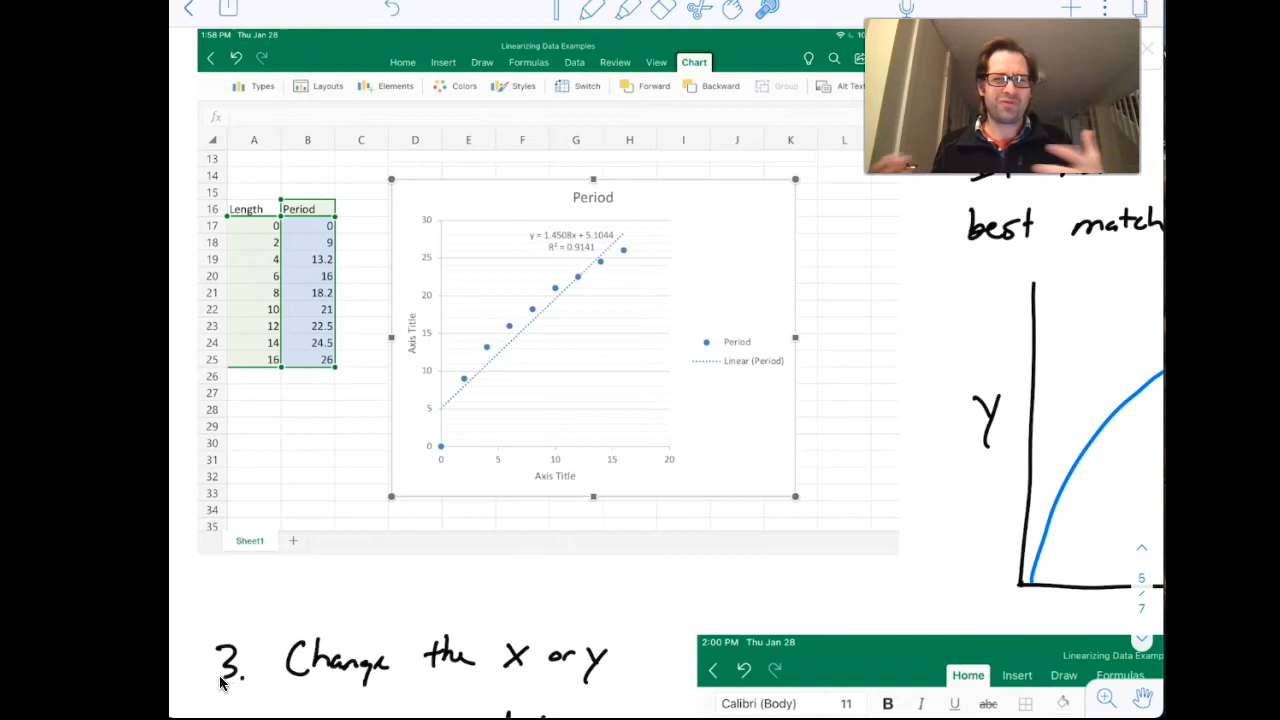 1:58 PM Thu Jan 28
Linearizing Data Examples
Home Insert Draw Formulas Data Review View Chart
Types Layouts Elements Colors Styles Switch Forward Backward Group Alt Text
fx
A B C D E F G H I J K L
13
14
15
16 Length Period
17 0 0
18 2 9
19 4 13.2
20 6 16
21 8 18.2
22 10 21
23 12 22.5
24 14 24.5
25 16 26
26
27
28
29
30
31
32
33
34
35
Period
y = 1.4508x + 5.1044
R² = 0.9141
30
25
20
15
10
5
0
0 5 10 15 20
Axis Title
Axis Title
Period
Linear (Period)
Sheet1 +
best match
y
5
/
7
3. Change the x or y
2:00 PM Thu Jan 28
Linearizing Data Examp
Home Insert Draw Formulas
Calibri (Body) 11 B I U abc